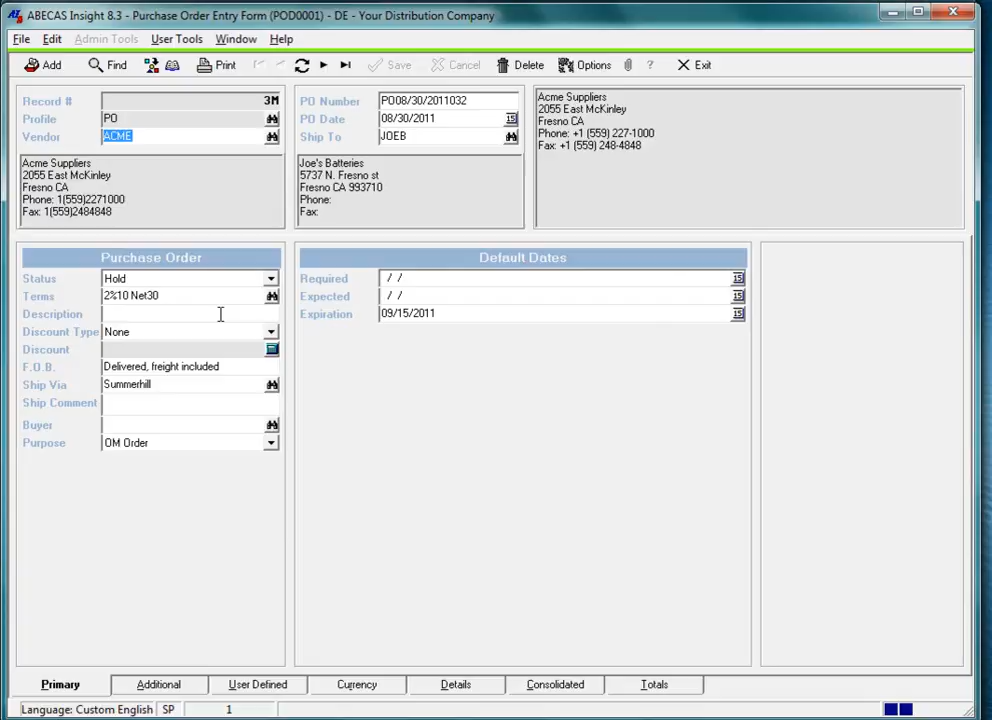 ABECAS Insight 8.3 - Purchase Order Entry Form (POD0001) - DE - Your Distribution Company
File Edit Admin Tools User Tools Window Help
Add Find Print Save Cancel Delete Options ? Exit
Record # 3M
Profile PO
Vendor ACME
Acme Suppliers
2055 East McKinley
Fresno CA
Phone: 1(559)2271000
Fax: 1(559)2484848
PO Number PO08/30/2011032
PO Date 08/30/2011 15
Ship To JOEB
Joe's Batteries
5737 N. Fresno st
Fresno CA 993710
Phone:
Fax:
Acme Suppliers
2055 East McKinley
Fresno CA
Phone: +1 (559) 227-1000
Fax: +1 (559) 248-4848
Purchase Order
Status Hold
Terms 2%10 Net30
Description
Discount Type None
Discount
F.O.B. Delivered, freight included
Ship Via Summerhill
Ship Comment
Buyer
Purpose OM Order
Default Dates
Required / / 15
Expected / / 15
Expiration 09/15/2011 15
Primary Additional User Defined Currency Details Consolidated Totals
Language: Custom English SP 1